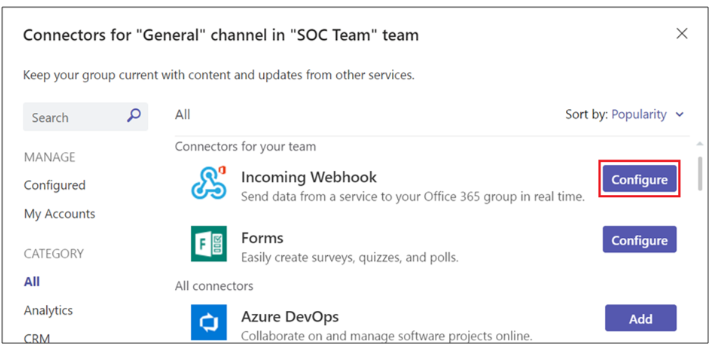 Connectors for "General" channel in "SOC Team" team
Keep your group current with content and updates from other services.
Search
All
Sort by: Popularity
MANAGE
Configured
My Accounts
CATEGORY
All
Analytics
CRM
Connectors for your team
Incoming Webhook
Send data from a service to your Office 365 group in real time.
Configure
Forms
Easily create surveys, quizzes, and polls.
Configure
All connectors
Azure DevOps
Collaborate on and manage software projects online.
Add